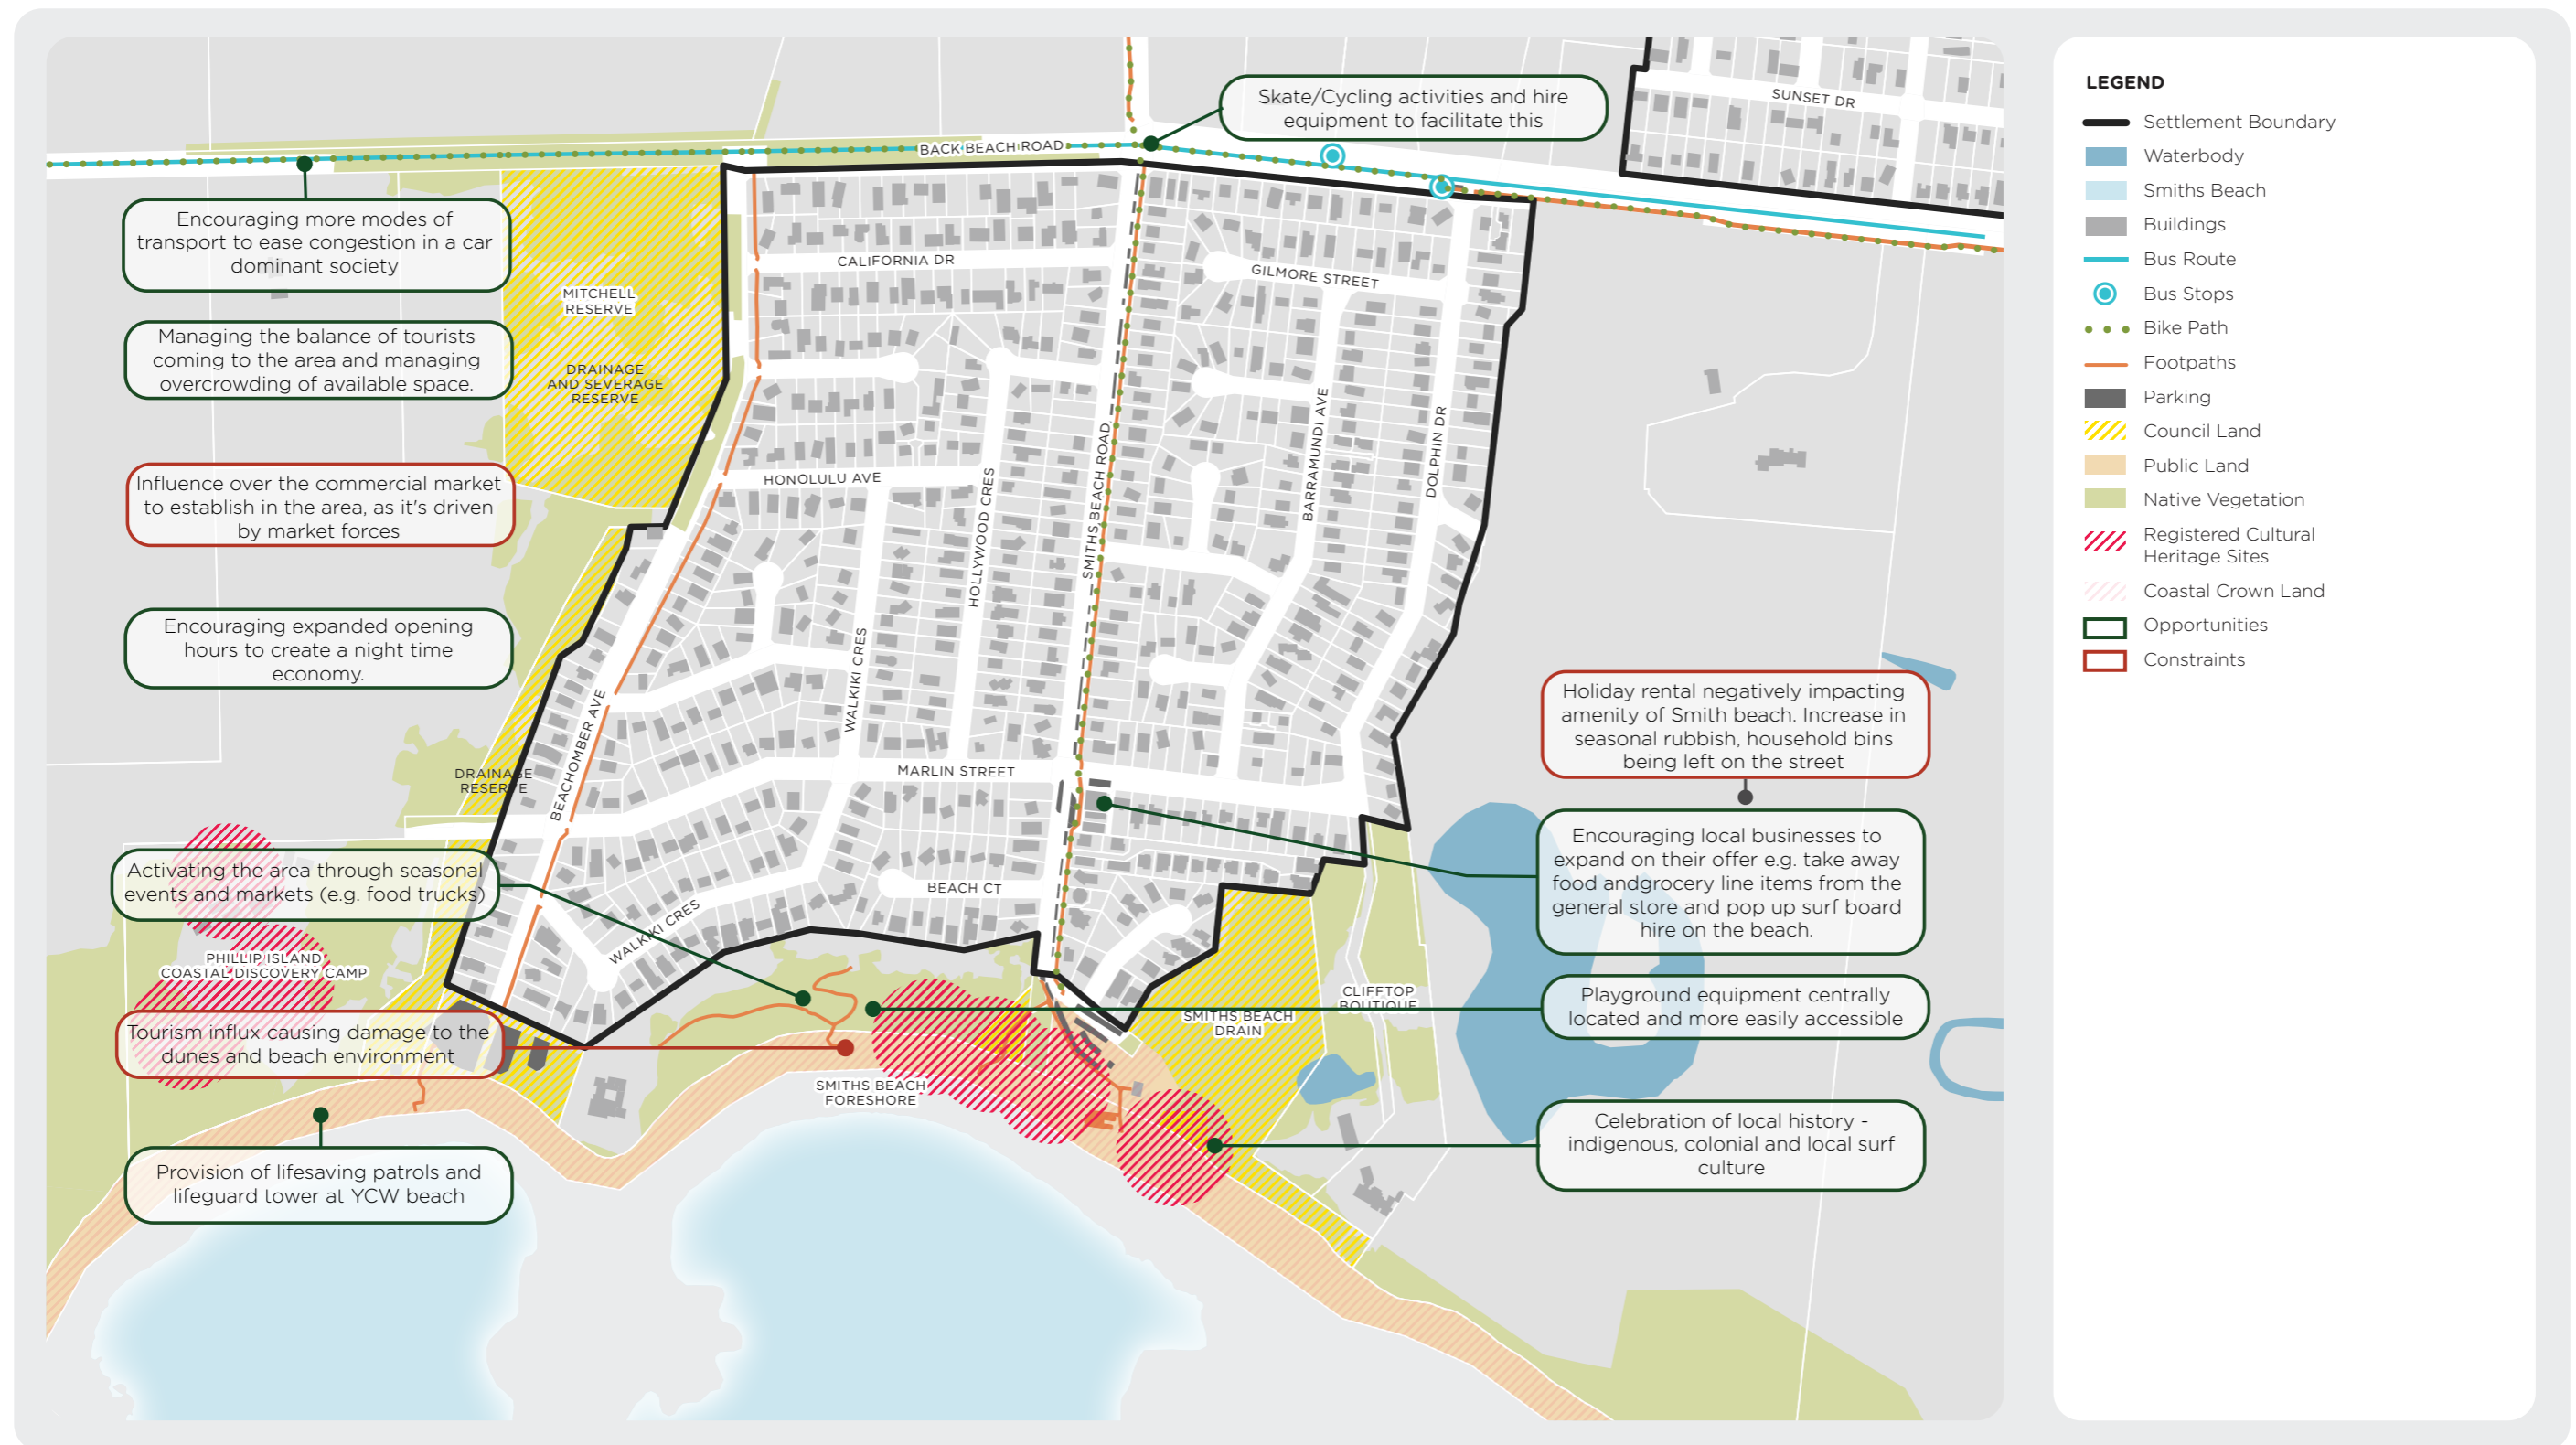 Skate/Cycling activities and hire
equipment to facilitate this
SUNSET DR
BACK BEACH ROAD
Encouraging more modes of
transport to ease congestion in a car
dominant society
CALIFORNIA DR
GILMORE STREET
MITCHELL
RESERVE
Managing the balance of tourists
coming to the area and managing
overcrowding of available space.
DRAINAGE
AND SEVERAGE
RESERVE
BARRAMUNDI AVE
DOLPHIN DR
SMITHS BEACH ROAD
HONOLULU AVE
HOLLYWOOD CRES
Influence over the commercial market
to establish in the area, as it's driven
by market forces
Encouraging expanded opening
hours to create a night time
economy.
WALKIKI CRES
BEACHOMBER AVE
Holiday rental negatively impacting
amenity of Smith beach. Increase in
seasonal rubbish, household bins
being left on the street
MARLIN STREET
DRAINAGE
RESERVE
Encouraging local businesses to
expand on their offer e.g. take away
food andgrocery line items from the
general store and pop up surf board
hire on the beach.
Activating the area through seasonal
events and markets (e.g. food trucks)
BEACH CT
WALKIKI CRES
PHILLIP ISLAND
COASTAL DISCOVERY CAMP
CLIFFTOP
BOUTIQUE
Playground equipment centrally
located and more easily accessible
SMITHS BEACH
DRAIN
Tourism influx causing damage to the
dunes and beach environment
SMITHS BEACH
FORESHORE
Celebration of local history -
indigenous, colonial and local surf
culture
Provision of lifesaving patrols and
lifeguard tower at YCW beach
LEGEND
Settlement Boundary
Waterbody
Smiths Beach
Buildings
Bus Route
Bus Stops
Bike Path
Footpaths
Parking
Council Land
Public Land
Native Vegetation
Registered Cultural
Heritage Sites
Coastal Crown Land
Opportunities
Constraints